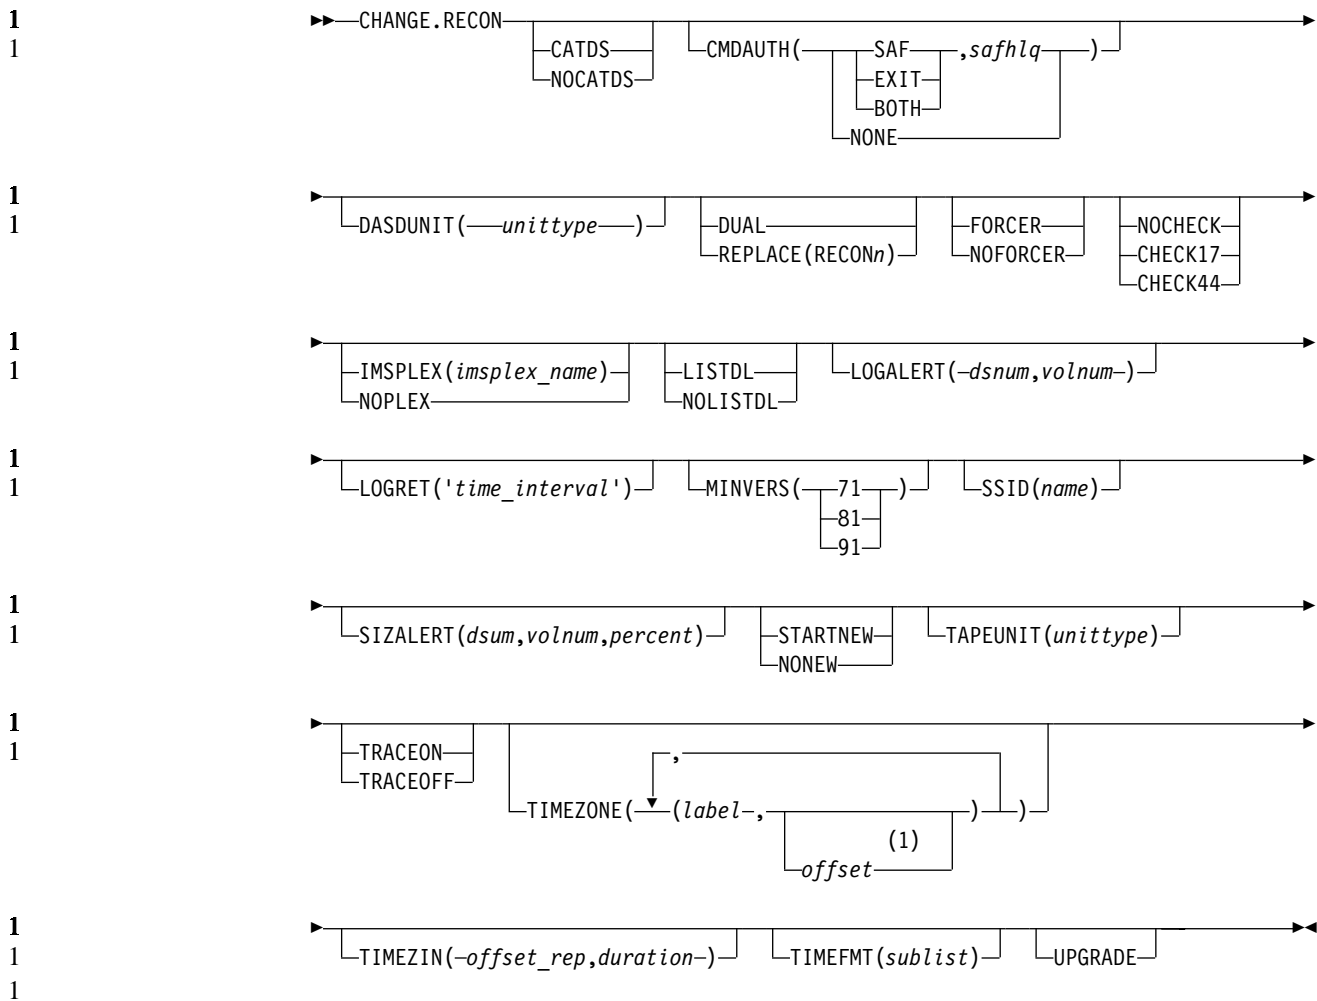 1 CHANGE.RECON
1 CATDS CMDAUTH( SAF ,safhlq )
NOCATDS EXIT
BOTH
NONE
1
1 DASDUNIT( unittype ) DUAL FORCER NOCHECK
REPLACE(RECONn) NOFORCER CHECK17
CHECK44
1
1 IMSPLEX(imsplex_name) LISTDL LOGALERT( dsnum,volnum )
NOPLEX NOLISTDL
1
1 LOGRET('time_interval') MINVERS( 71 ) SSID(name)
81
91
1
1 SIZALERT(dsum,volnum,percent) STARTNEW TAPEUNIT(unittype)
NONEW
1
1 TRACEON ,
TRACEOFF
TIMEZONE( (label , ) )
(1)
offset
1
1 TIMEZIN( offset_rep,duration ) TIMEFMT(sublist) UPGRADE
1